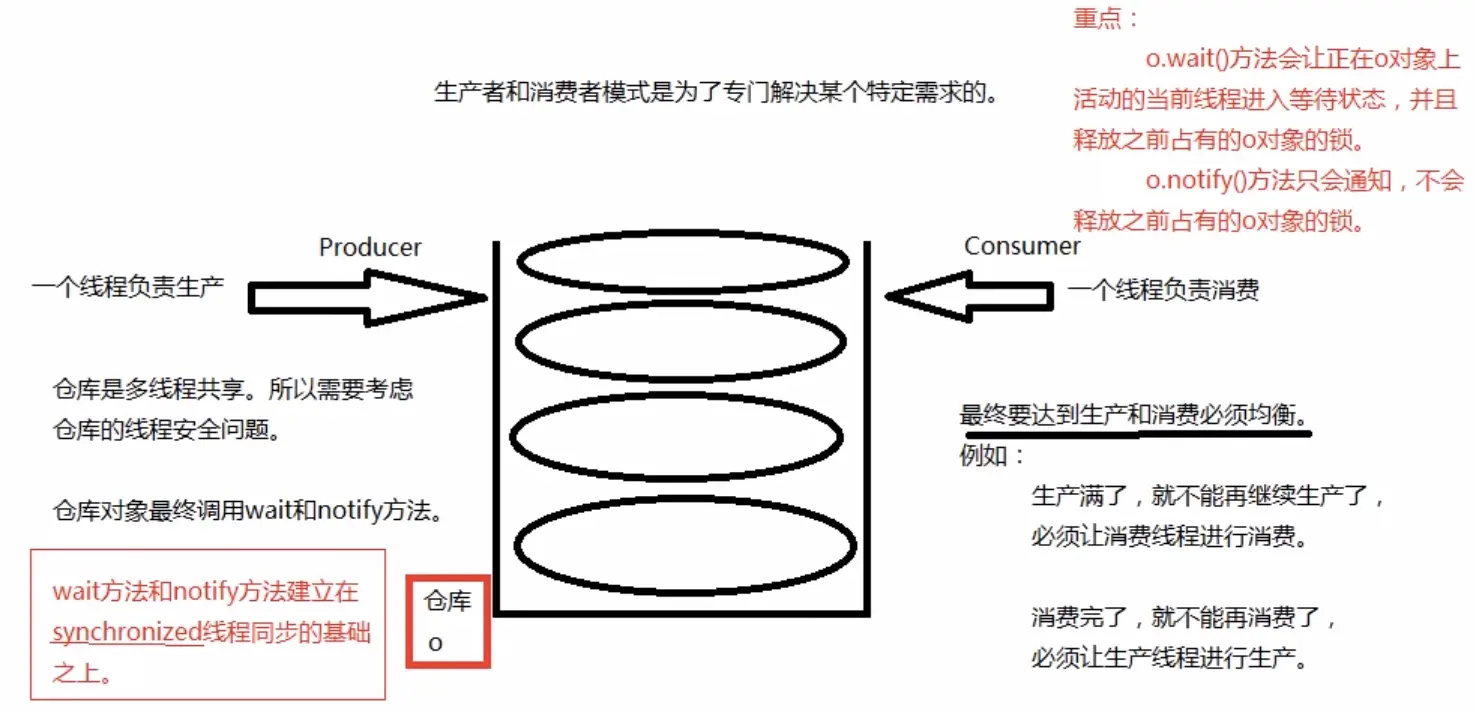 生产者和消费者模式是为了专门解决某个特定需求的。
重点：
o.wait()方法会让正在o对象上
活动的当前线程进入等待状态，并且
释放之前占有的o对象的锁。
o.notify()方法只会通知，不会
释放之前占有的o对象的锁。
Producer
一个线程负责生产
Consumer
一个线程负责消费
仓库是多线程共享。所以需要考虑
仓库的线程安全问题。
仓库对象最终调用wait和notify方法。
wait方法和notify方法建立在
synchronized线程同步的基础
之上。
仓库
o
最终要达到生产和消费必须均衡。
例如：
生产满了，就不能再继续生产了，
必须让消费线程进行消费。
消费完了，就不能再消费了，
必须让生产线程进行生产。